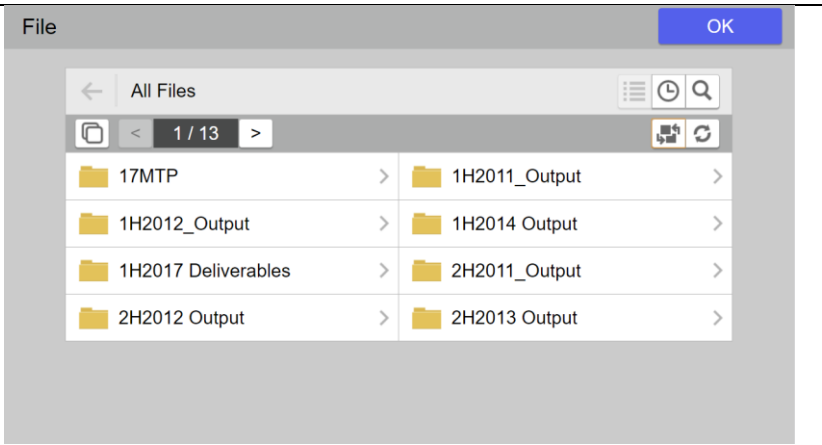 File OK
All Files
< 1 / 13 >
17MTP 1H2011_Output
1H2012_Output 1H2014 Output
1H2017 Deliverables 2H2011_Output
2H2012 Output 2H2013 Output